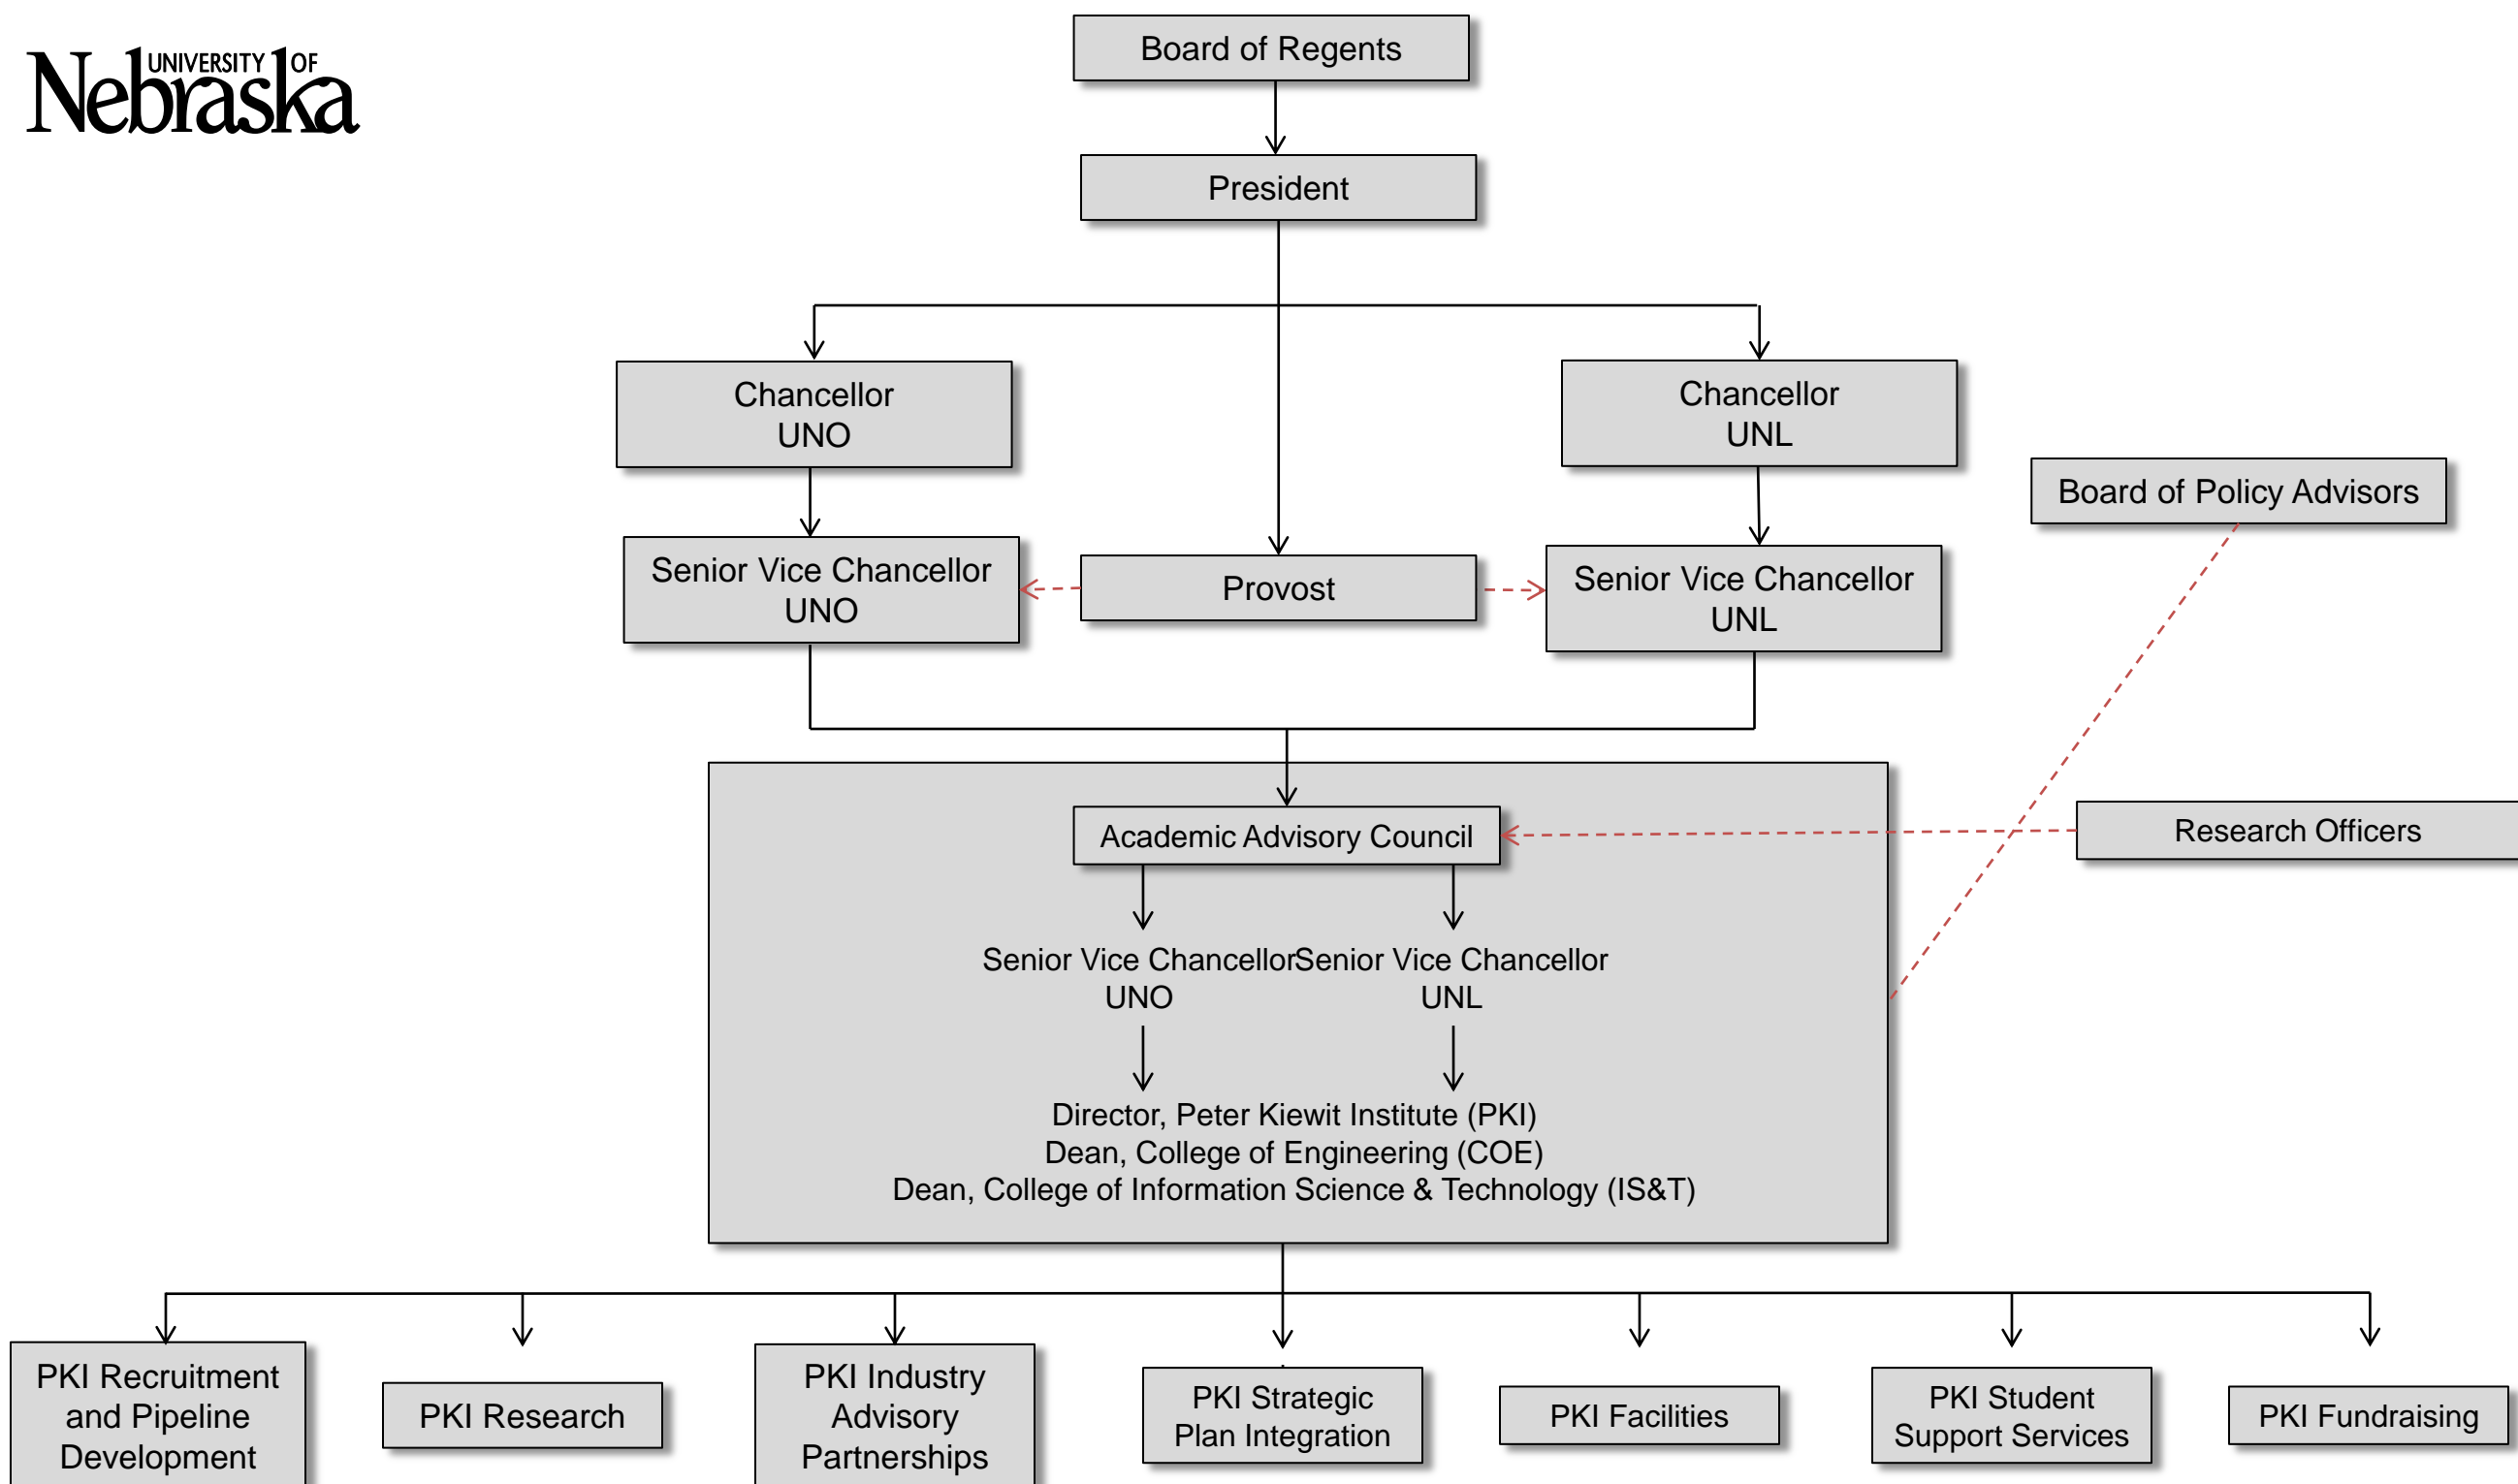 UNIVERSITY OF
Nebraska
Board of Regents
President
Chancellor
UNO
Chancellor
UNL
Board of Policy Advisors
Senior Vice Chancellor
UNO
Provost
Senior Vice Chancellor
UNL
Academic Advisory Council
Research Officers
Senior Vice Chancellor
UNO
Senior Vice Chancellor
UNL
Director, Peter Kiewit Institute (PKI)
Dean, College of Engineering (COE)
Dean, College of Information Science & Technology (IS&T)
PKI Recruitment
and Pipeline
Development
PKI Research
PKI Industry
Advisory
Partnerships
PKI Strategic
Plan Integration
PKI Facilities
PKI Student
Support Services
PKI Fundraising